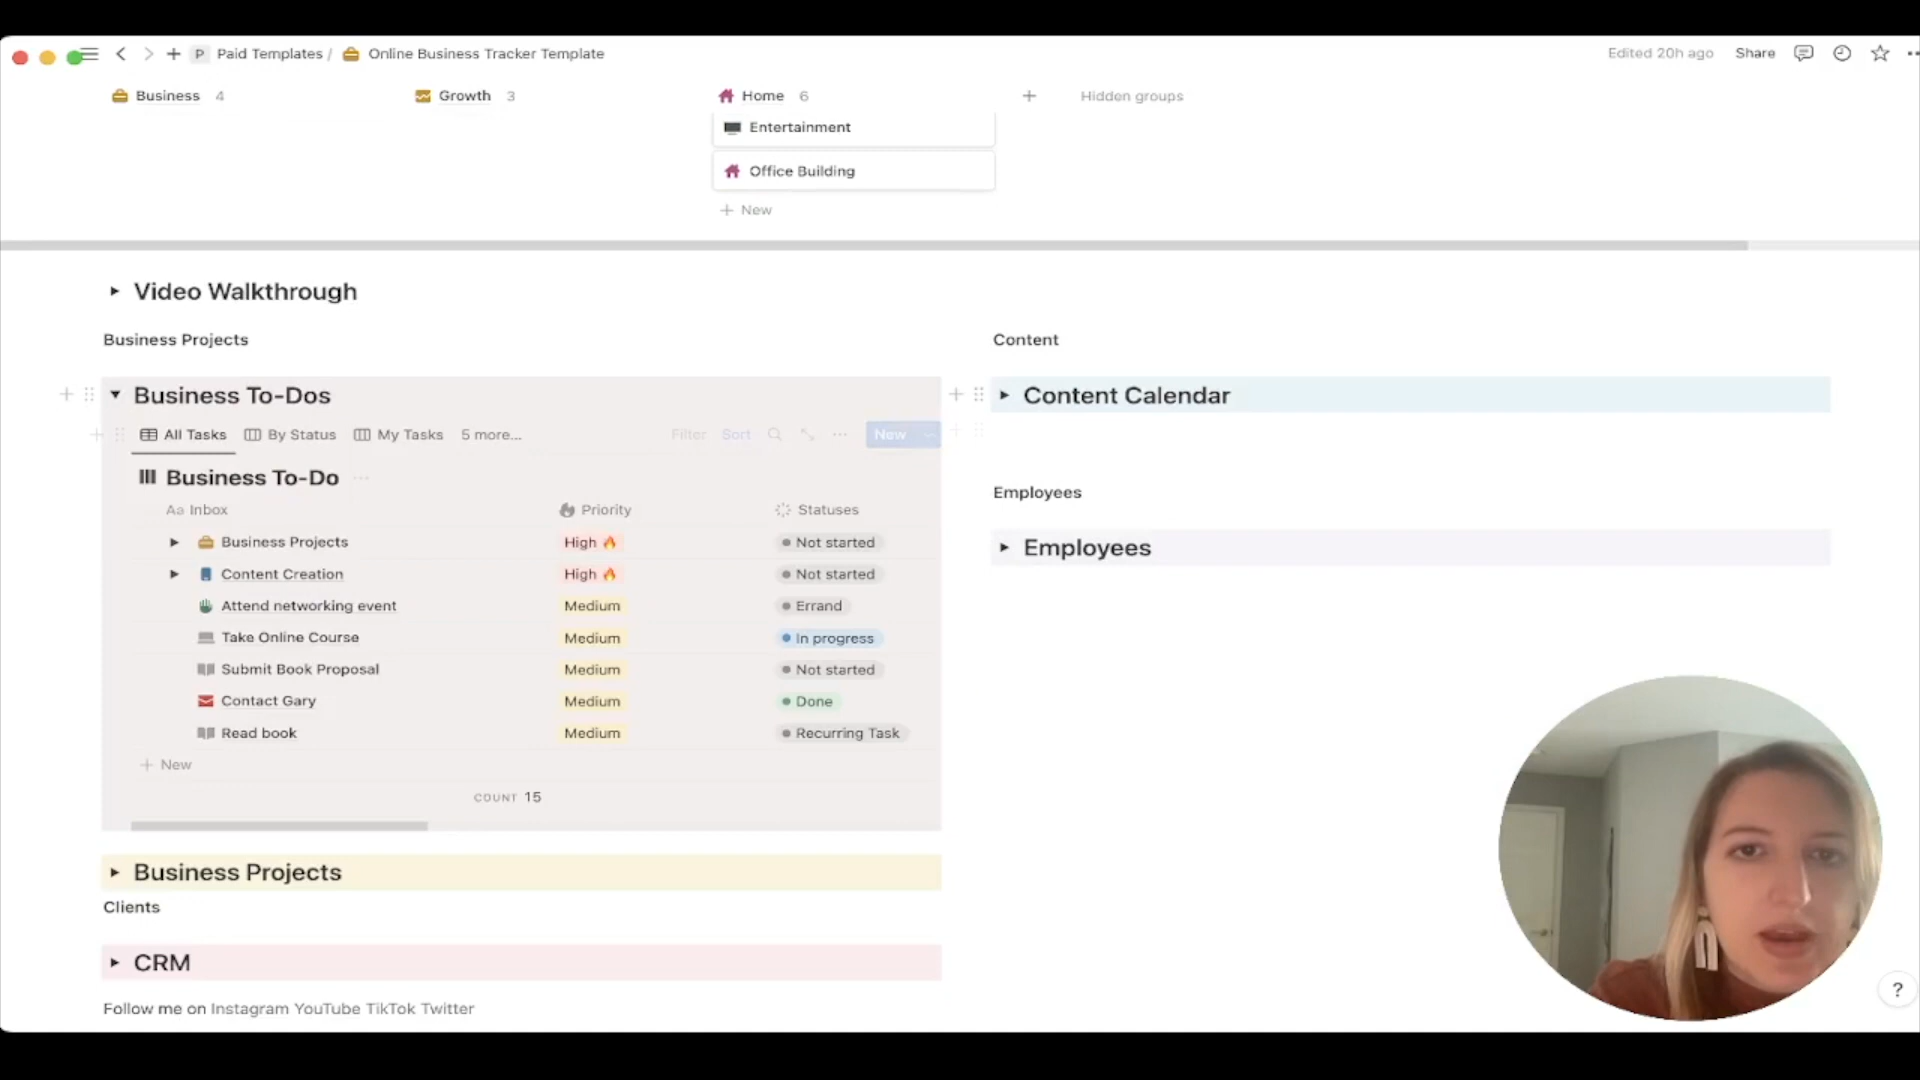 P Paid Templates / Online Business Tracker Template
Edited 20h ago Share
Business 4 Growth 3 Home 6 Hidden groups
Entertainment
Office Building
New
Video Walkthrough
Business Projects
Business To-Dos
All Tasks By Status My Tasks 5 more... Filter Sort New
Business To-Do
Aa Inbox Priority Statuses
Business Projects High 🔥 Not started
Content Creation High 🔥 Not started
Attend networking event Medium Errand
Take Online Course Medium In progress
Submit Book Proposal Medium Not started
Contact Gary Medium Done
Read book Medium Recurring Task
New
COUNT 15
Business Projects
Clients
CRM
Follow me on Instagram YouTube TikTok Twitter
Content
Content Calendar
Employees
Employees
?